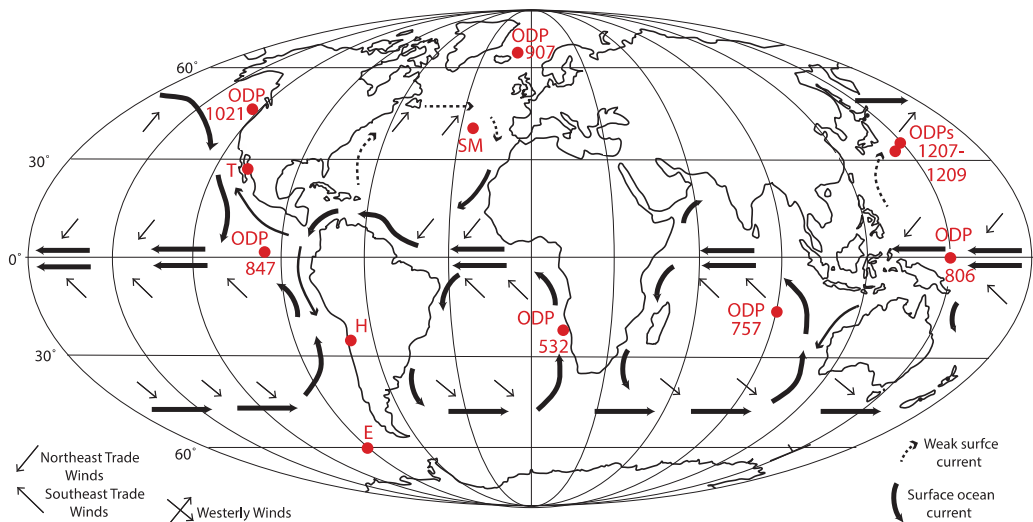 ODP
907
60°
ODP
1021
ODPs
1207-
1209
SM
30°
T
ODP
847
ODP
806
0°
H
ODP
532
ODP
757
30°
E
60°
Northeast Trade
Winds
Southeast Trade
Winds
Westerly Winds
Weak surfce
current
Surface ocean
current